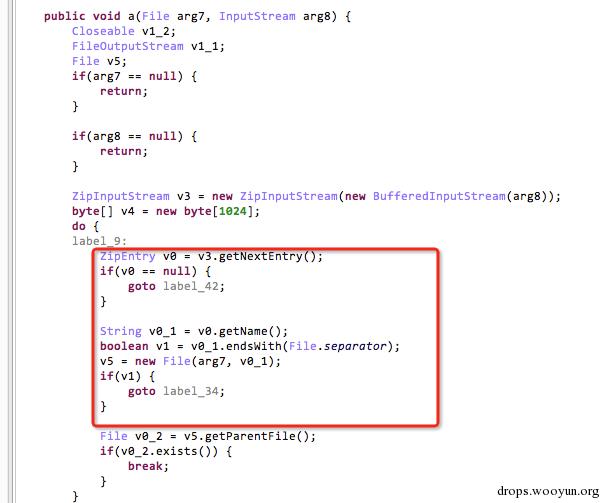 public void a(File arg7, InputStream arg8) {
Closeable v1_2;
FileOutputStream v1_1;
File v5;
if(arg7 == null) {
return;
}
if(arg8 == null) {
return;
}
ZipInputStream v3 = new ZipInputStream(new BufferedInputStream(arg8));
byte[] v4 = new byte[1024];
do {
label_9:
ZipEntry v0 = v3.getNextEntry();
if(v0 == null) {
goto label_42;
}
String v0_1 = v0.getName();
boolean v1 = v0_1.endsWith(File.separator);
v5 = new File(arg7, v0_1);
if(v1) {
goto label_34;
}
File v0_2 = v5.getParentFile();
if(v0_2.exists()) {
break;
}
}
drops.wooyun.org